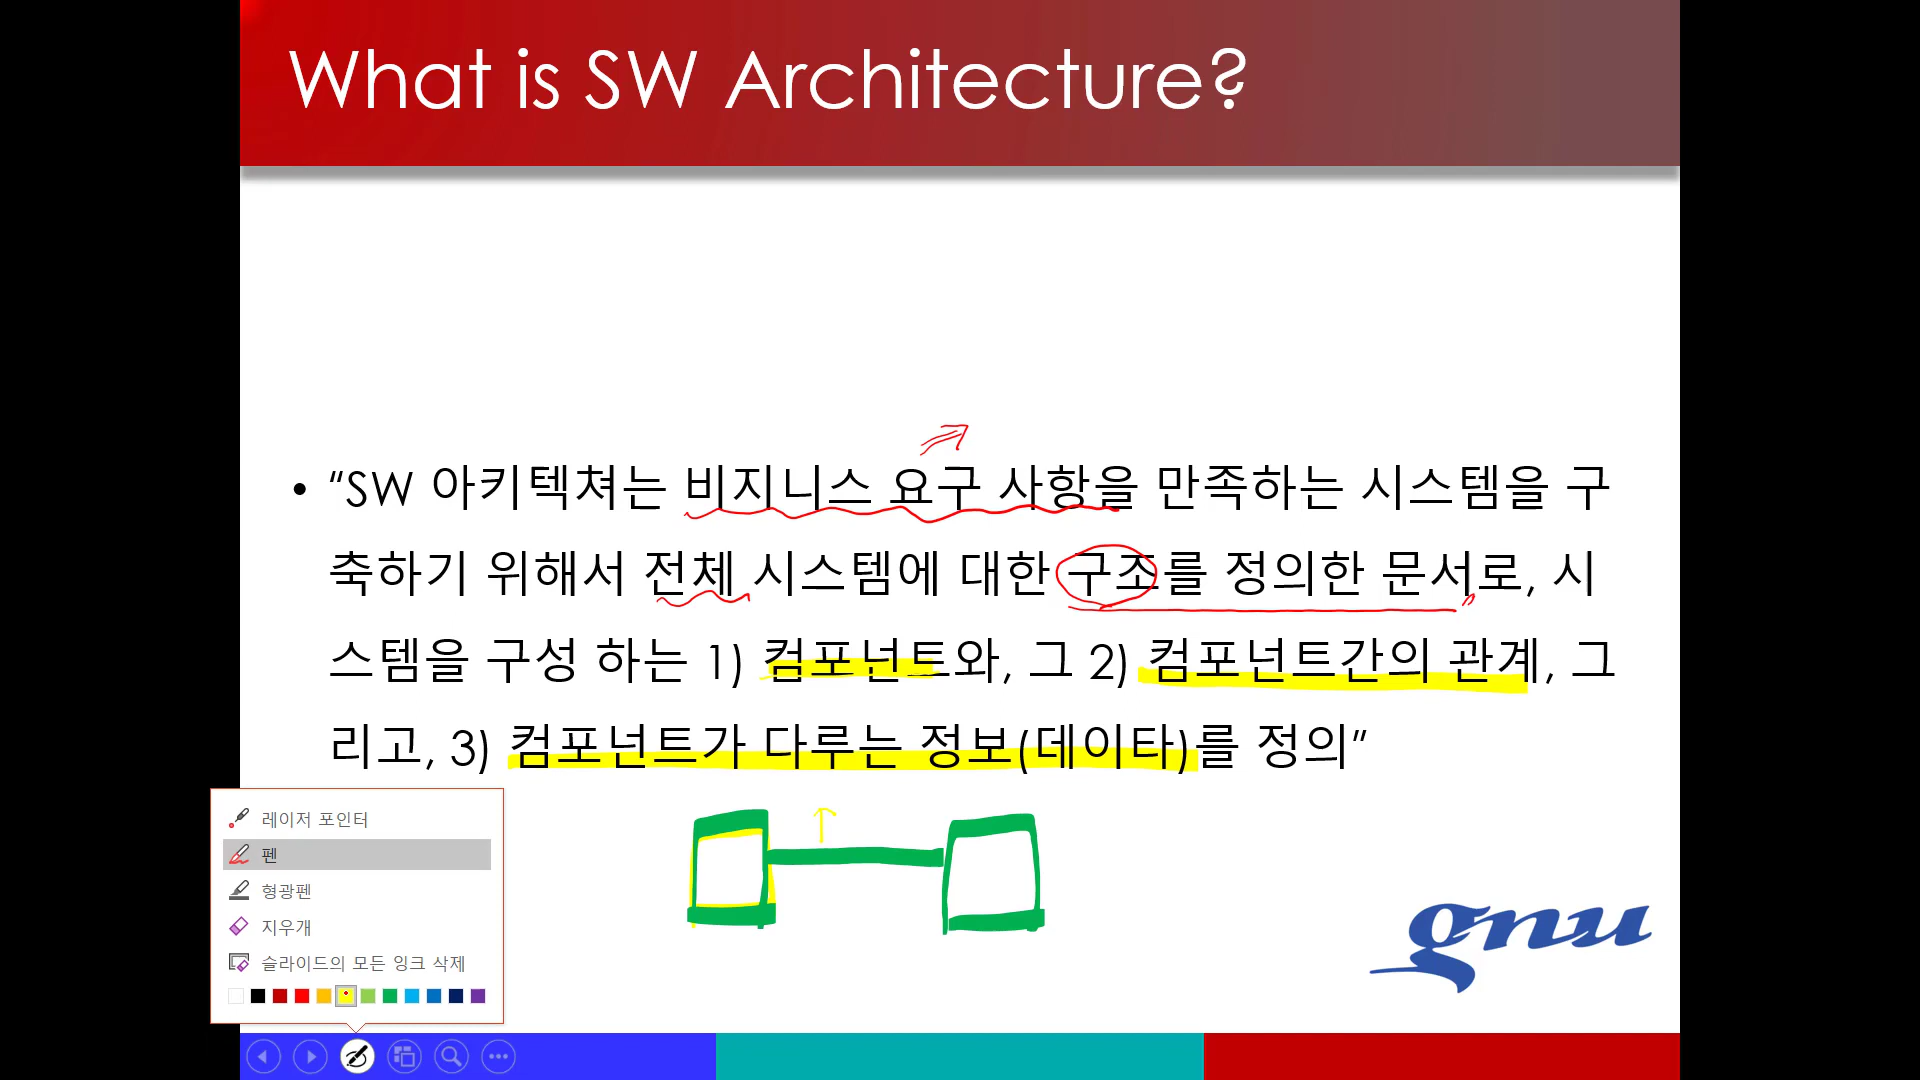 What is SW Architecture?
• “SW 아키텍쳐는 비지니스 요구 사항을 만족하는 시스템을 구
축하기 위해서 전체 시스템에 대한 구조를 정의한 문서로, 시
스템을 구성 하는 1) 컴포넌트와, 그 2) 컴포넌트간의 관계, 그
리고, 3) 컴포넌트가 다루는 정보(데이타)를 정의”
레이저 포인터
펜
형광펜
지우개
슬라이드의 모든 잉크 삭제
gnu